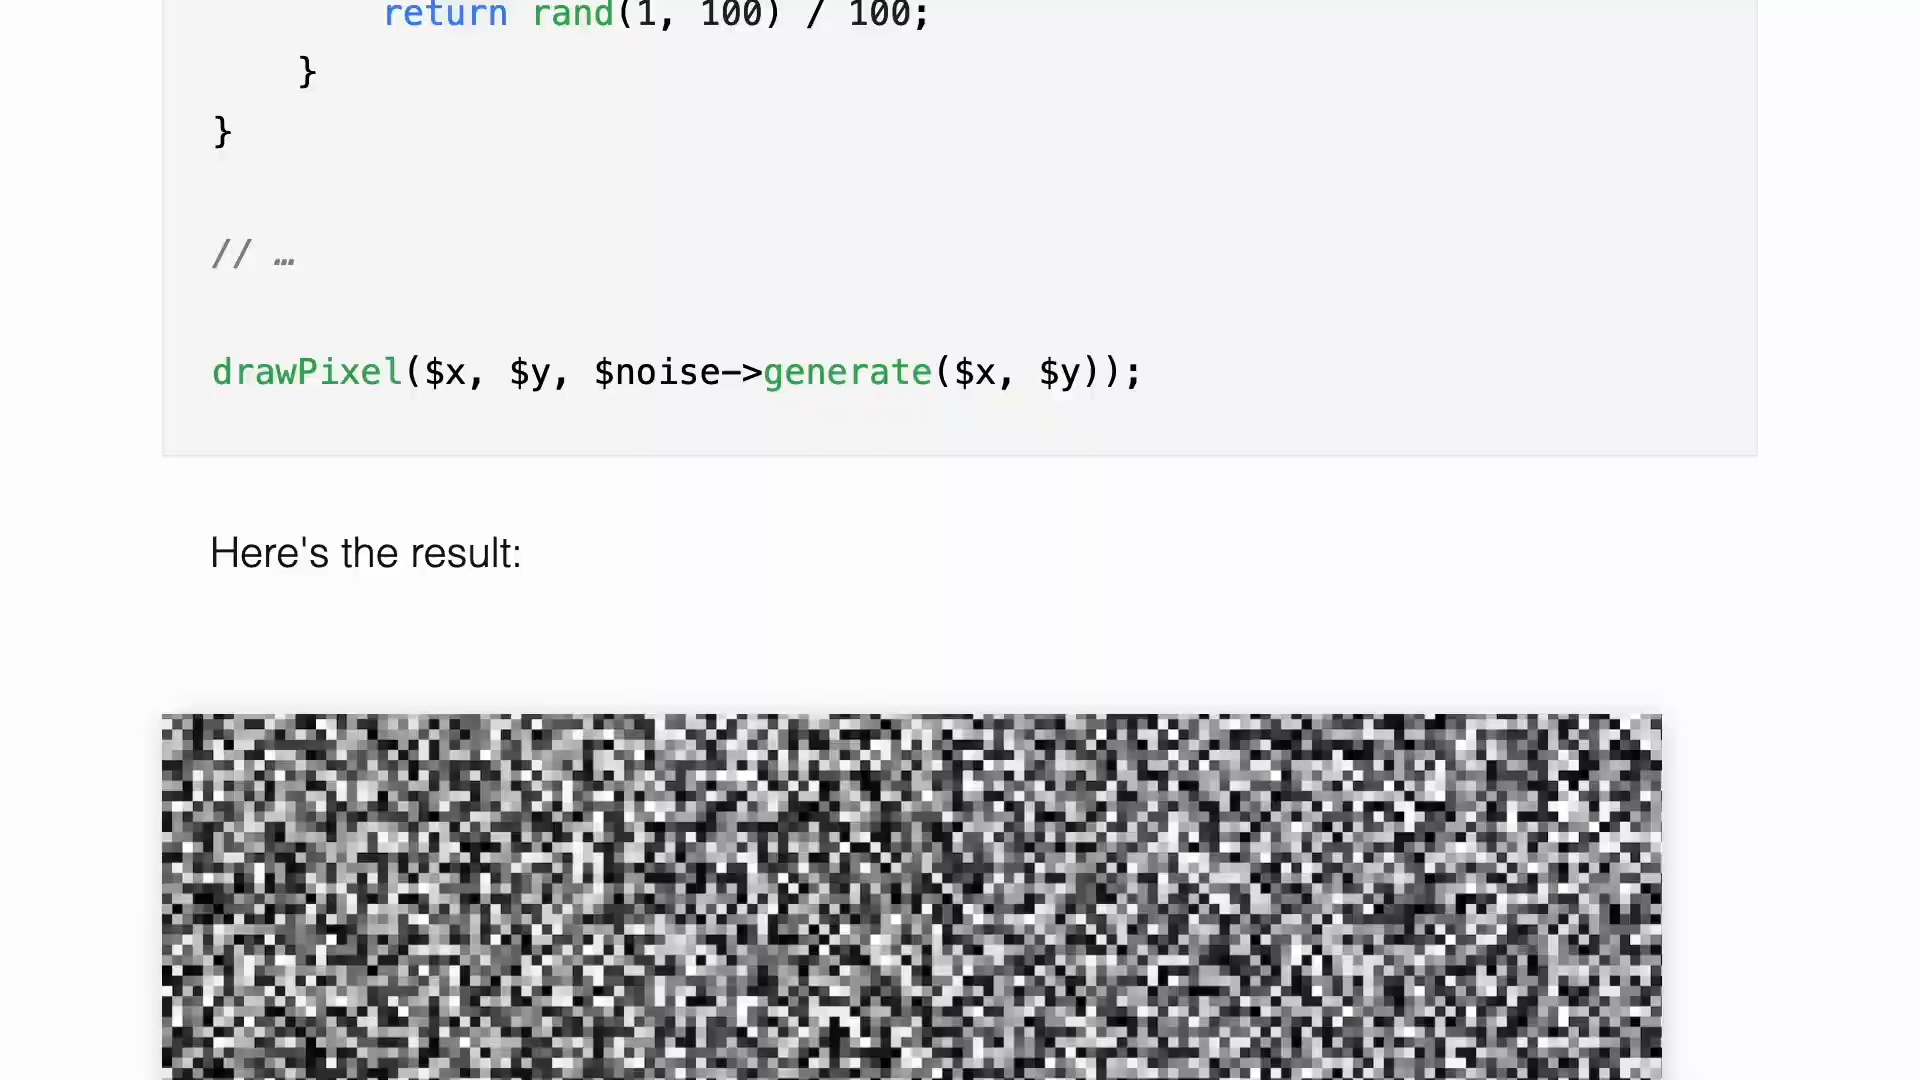 return rand(1, 100) / 100;
}
}
// …
drawPixel($x, $y, $noise->generate($x, $y));
Here's the result: